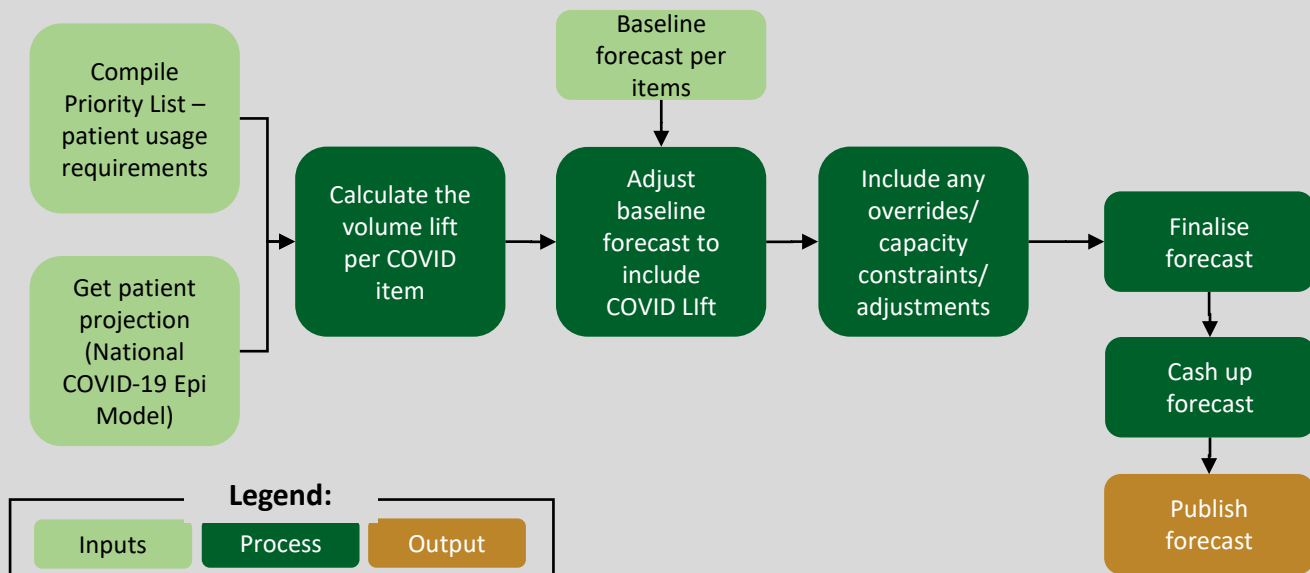 Compile
Priority List –
patient usage
requirements
Get patient
projection
(National
COVID-19 Epi
Model)
Calculate the
volume lift
per COVID
item
Baseline
forecast per
items
Adjust
baseline
forecast to
include
COVID LIft
Include any
overrides/
capacity
constraints/
adjustments
Finalise
forecast
Cash up
forecast
Publish
forecast
Legend:
Inputs
Process
Output